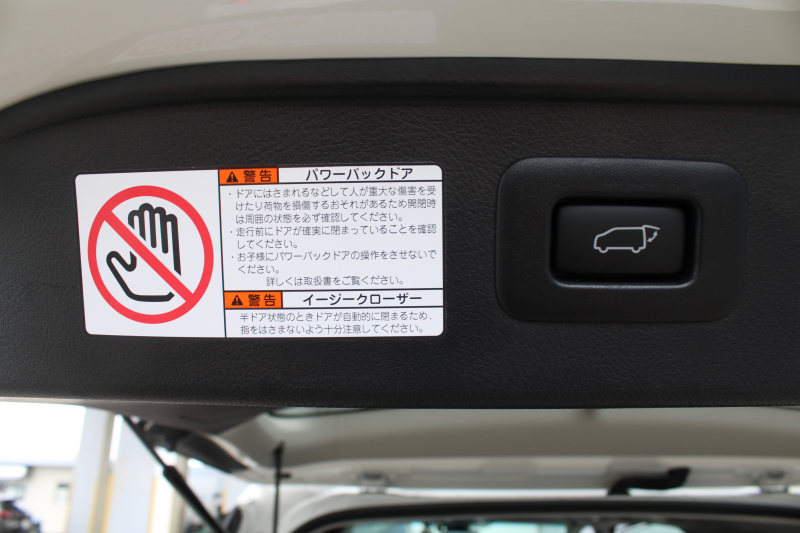 警告 パワーバックドア
・ドアにはさまれるなどして人が重大な傷害を受
けたり荷物を損傷するおそれがあるため開閉時
は周囲の状態を必ず確認してください。
・走行前にドアが確実に閉まっていることを確認
してください。
・お子様にパワーバックドアの操作をさせないで
ください。
詳しくは取扱書をご覧ください。
警告 イージークローザー
半ドア状態のときドアが自動的に閉まるため、
指をはさまないよう十分注意してください。